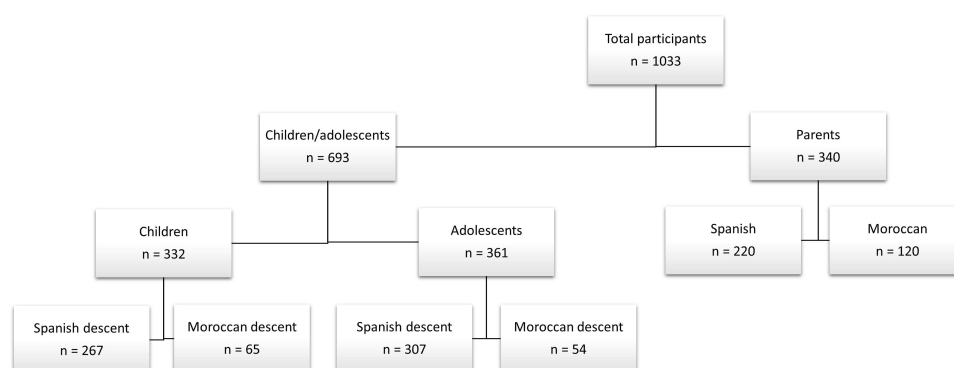 Total participants
n = 1033
Children/adolescents
n = 693
Parents
n = 340
Children
n = 332
Adolescents
n = 361
Spanish
n = 220
Moroccan
n = 120
Spanish descent
n = 267
Moroccan descent
n = 65
Spanish descent
n = 307
Moroccan descent
n = 54